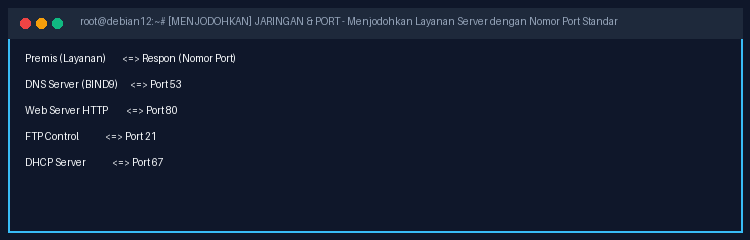 root@debian12:~# [MENJODOHKAN] JARINGAN & PORT - Menjodohkan Layanan Server dengan Nomor Port Standar
Premis (Layanan) <=> Respon (Nomor Port)
DNS Server (BIND9) <=> Port 53
Web Server HTTP <=> Port 80
FTP Control <=> Port 21
DHCP Server <=> Port 67